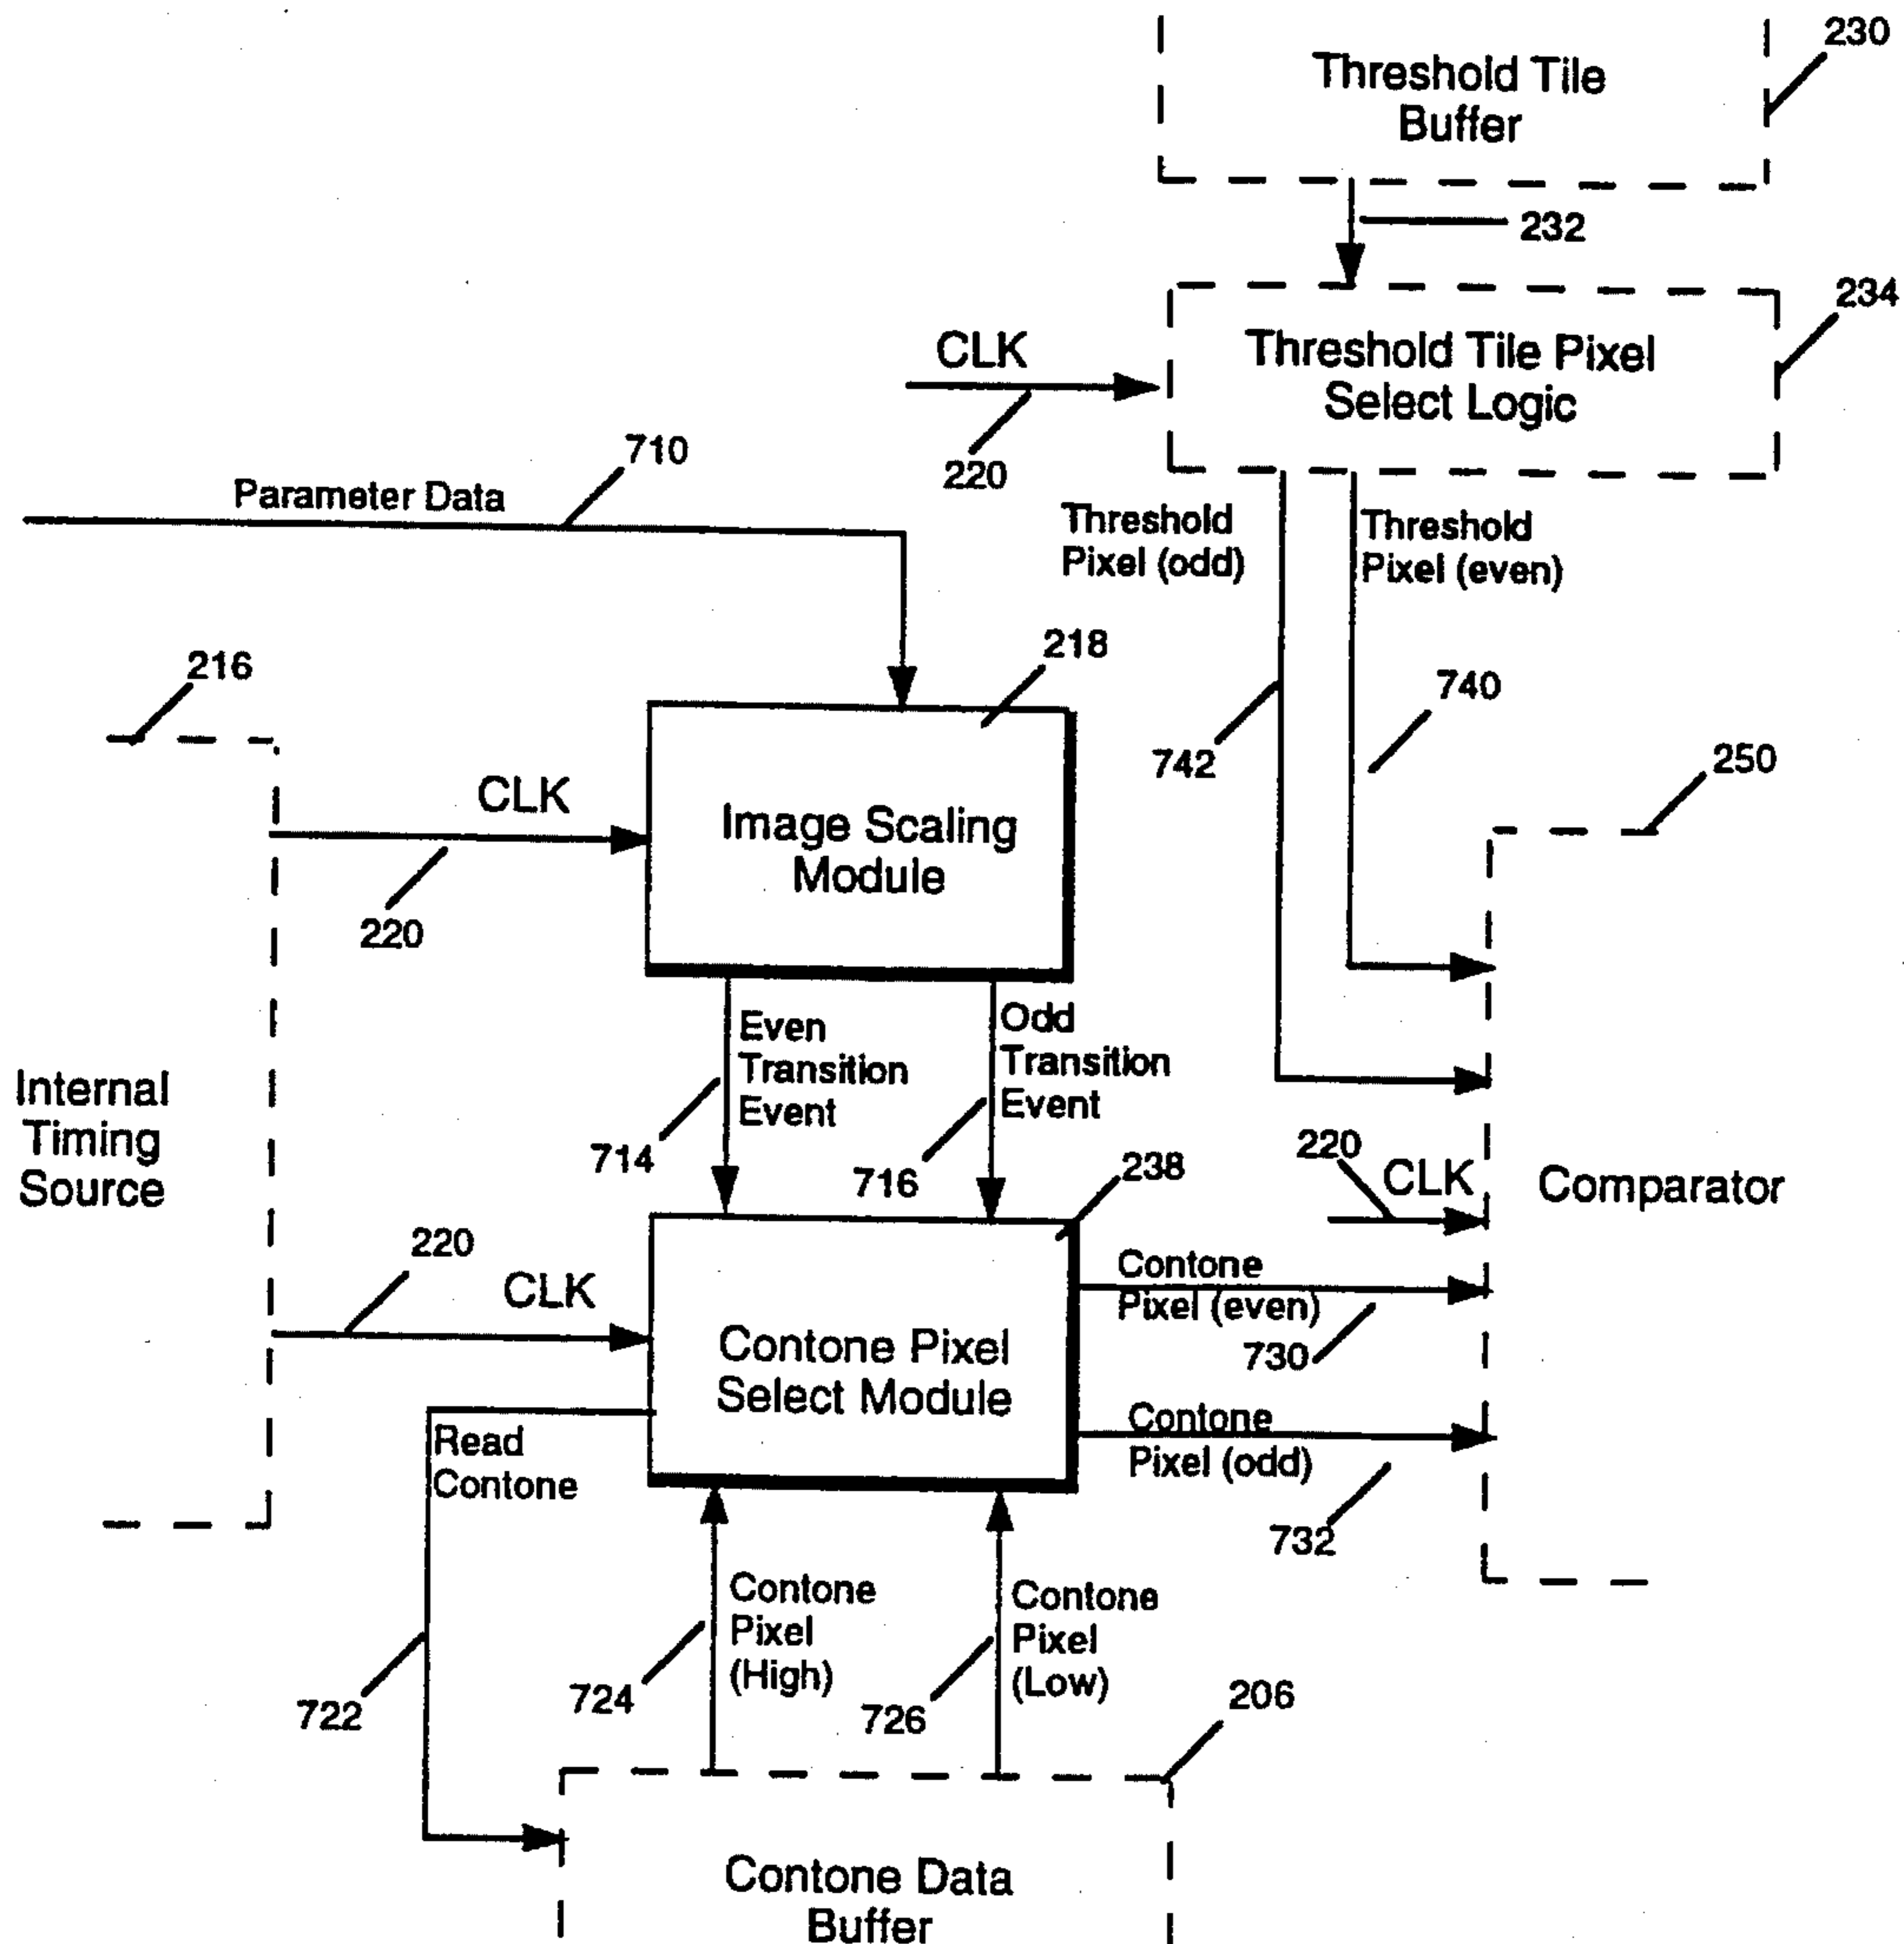 230
Threshold Tile
Buffer
232
234
CLK
Threshold Tile Pixel
Select Logic
220
710
Parameter Data
Threshold
Pixel (odd)
Threshold
Pixel (even)
218
216
740
742
250
CLK
Image Scaling
Module
220
Even
Transition
Event
Odd
Transition
Event
Internal
Timing
Source
714
716
238
220
CLK
Comparator
220
CLK
Contone
Pixel (even)
730
Contone Pixel
Select Module
Contone
Pixel (odd)
Read
Contone
732
Contone
Pixel
(High)
Contone
Pixel
(Low)
722
724
726
206
Contone Data
Buffer